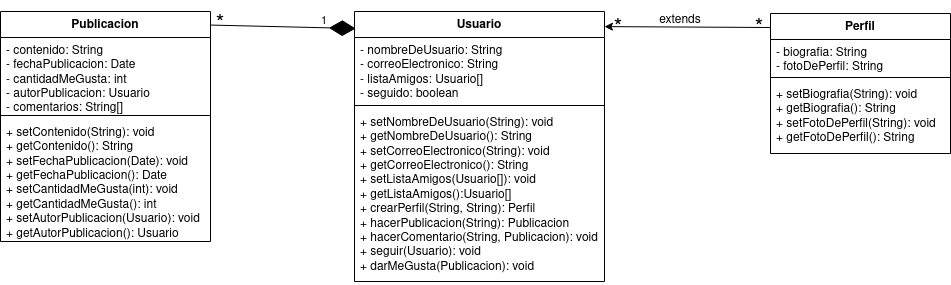 Publicacion
- contenido: String
- fechaPublicacion: Date
- cantidadMeGusta: int
- autorPublicacion: Usuario
- comentarios: String[]
+ setContenido(String): void
+ getContenido(): String
+ setFechaPublicacion(Date): void
+ getFechaPublicacion(): Date
+ setCantidadMeGusta(int): void
+ getCantidadMeGusta(): int
+ setAutorPublicacion(Usuario): void
+ getAutorPublicacion(): Usuario
*
1
Usuario
- nombreDeUsuario: String
- correoElectronico: String
- listaAmigos: Usuario[]
- seguido: boolean
+ setNombreDeUsuario(String): void
+ getNombreDeUsuario(): String
+ setCorreoElectronico(String): void
+ getCorreoElectronico(): String
+ setListaAmigos(Usuario[]): void
+ getListaAmigos():Usuario[]
+ crearPerfil(String, String): Perfil
+ hacerPublicacion(String): Publicacion
+ hacerComentario(String, Publicacion): void
+ seguir(Usuario): void
+ darMeGusta(Publicacion): void
*
extends
*
Perfil
- biografia: String
- fotoDePerfil: String
+ setBiografia(String): void
+ getBiografia(): String
+ setFotoDePerfil(String): void
+ getFotoDePerfil(): String